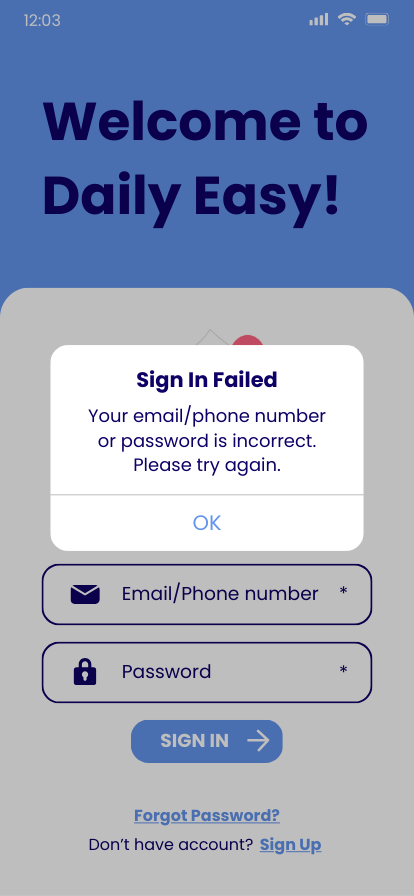 12:03
Welcome to
Daily Easy!
Sign In Failed
Your email/phone number
or password is incorrect.
Please try again.
OK
Email/Phone number *
Password *
SIGN IN
Forgot Password?
Don’t have account? Sign Up